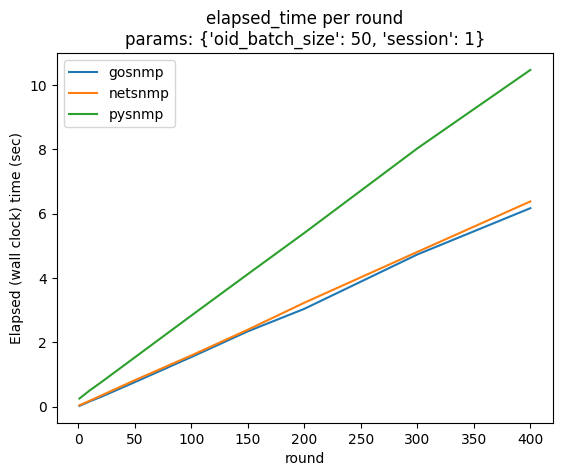 elapsed_time per round
params: {'oid_batch_size': 50, 'session': 1}
gosnmp
netsnmp
pysnmp
Elapsed (wall clock) time (sec)
10
8
6
4
2
0
0 50 100 150 200 250 300 350 400
round